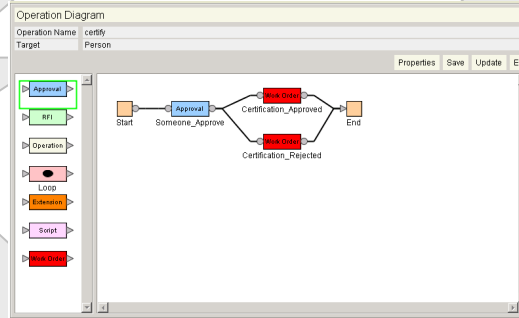 Operation Diagram
Operation Name certify
Target Person
Properties Save Update E
Approval
RFI
Operation
Loop
Extension
Script
Work Order
Start
Approval
Someone_Approve
Work Order
Certification_Approved
Work Order
Certification_Rejected
End